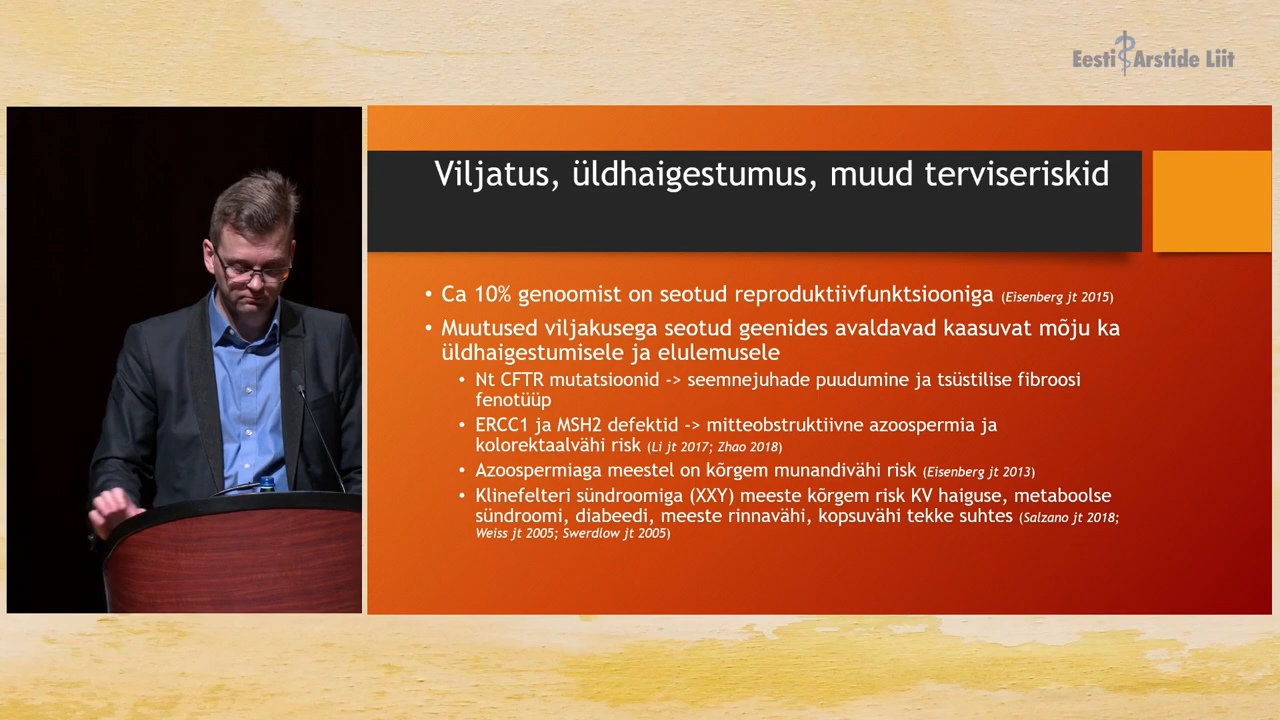 Eesti Arstide Liit
Viljatus, üldhaigestumus, muud terviseriskid
• Ca 10% genoomist on seotud reproduktiivfunktsiooniga (Eisenberg jt 2015)
• Muutused viljakusega seotud geenides avaldavad kaasuvat mõju ka
üldhaigestumisele ja elulemusele
• Nt CFTR mutatsioonid -> seemnejuhade puudumine ja tsüstilise fibroosi
fenotüüp
• ERCC1 ja MSH2 defektid -> mitteobstruktiivne azoospermia ja
kolorektaalvähi risk (Li jt 2017; Zhao 2018)
• Azoospermiaga meestel on kõrgem munandivähi risk (Eisenberg jt 2013)
• Klinefelteri sündroomiga (XXY) meeste kõrgem risk KV haiguse, metaboolse
sündroomi, diabeedi, meeste rinnavähi, kopsuvähi tekke suhtes (Salzano jt 2018;
Weiss jt 2005; Swerdlow jt 2005)